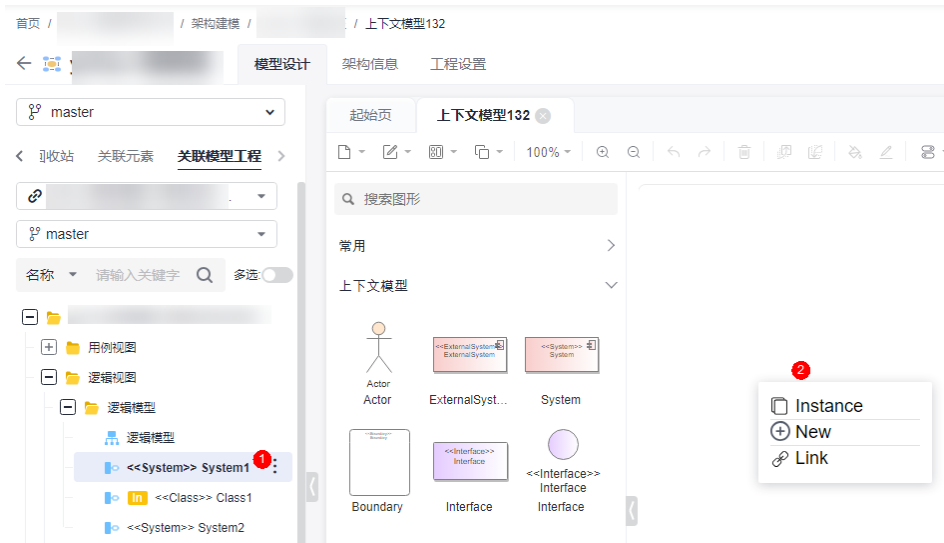 首页 / / 架构建模 / / 上下文模型132
模型设计 架构信息 工程设置
master
回收站 关联元素 关联模型工程
master
名称 请输入关键字 多选:
用例视图
逻辑视图
逻辑模型
逻辑模型
<<System>> System1 1
In <<Class>> Class1
<<System>> System2
起始页 上下文模型132
100%
搜索图形
常用
上下文模型
Actor
Actor
<<ExternalSystem>>
ExternalSystem
ExternalSyst...
<<System>>
System
System
<<Boundary>>
Boundary
Boundary
<<Interface>>
Interface
Interface
<<Interface>>
Interface
Interface
2
Instance
New
Link